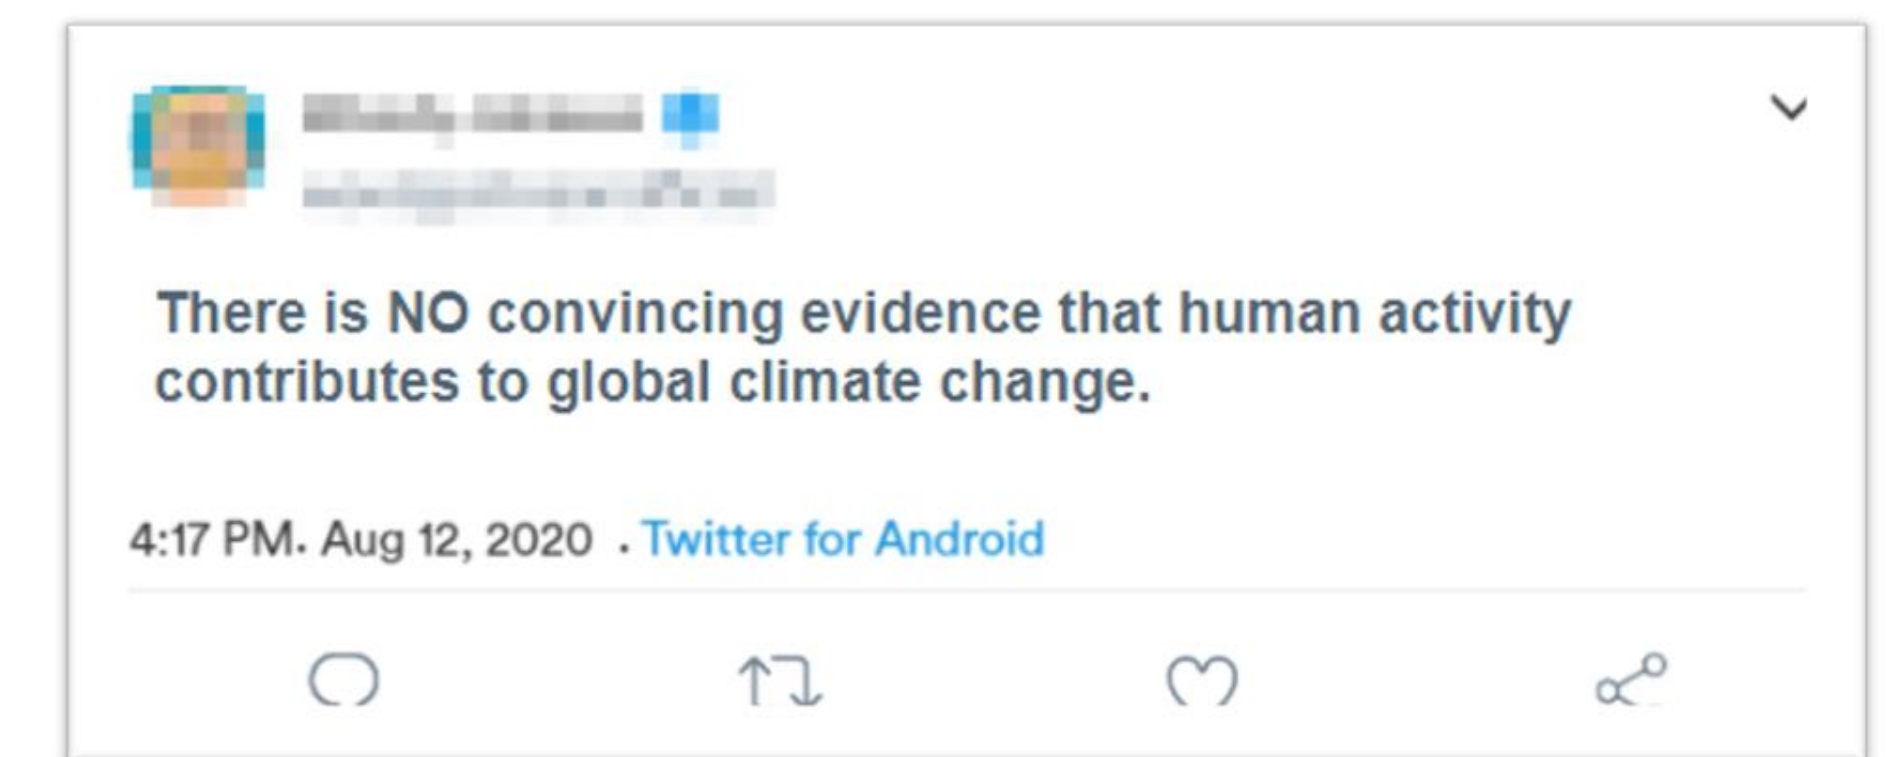 There is NO convincing evidence that human activity
contributes to global climate change.
4:17 PM. Aug 12, 2020 . Twitter for Android